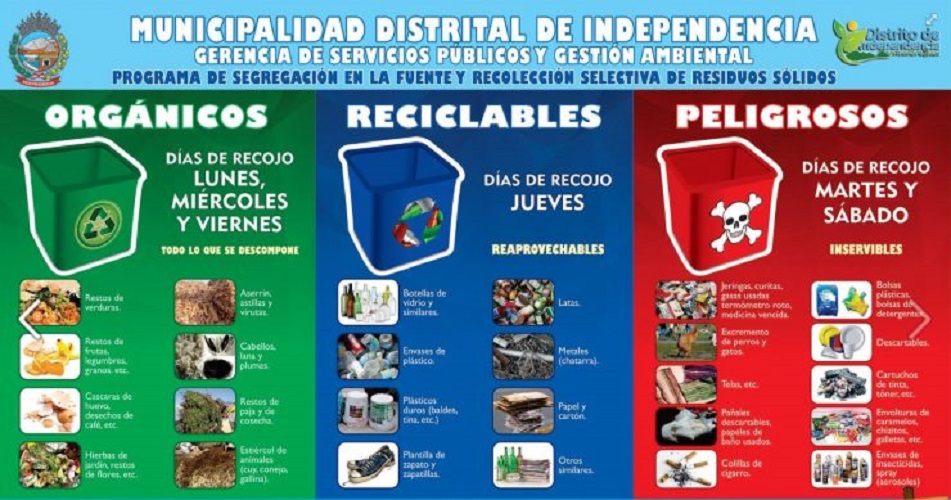 MUNICIPALIDAD DISTRITAL DE INDEPENDENCIA
GERENCIA DE SERVICIOS PÚBLICOS Y GESTIÓN AMBIENTAL
PROGRAMA DE SEGREGACIÓN EN LA FUENTE Y RECOLECCIÓN SELECTIVA DE RESIDUOS SÓLIDOS
Distrito de
Independencia
ORGÁNICOS
DÍAS DE RECOJO
LUNES,
MIÉRCOLES
Y VIERNES
TODO LO QUE SE DESCOMPONE
Restos de
verduras.
Restos de
frutas,
legumbres,
granos, etc.
Cascaras de
huevo,
desechos de
café, etc.
Hierbas de
jardín, restos
de flores, etc.
Aserrín,
astillas y
virutas.
Cabellos,
lana y
plumas.
Restos de
paja y de
cosecha.
Estiércol de
animales
(cuy, conejo,
gallina).
RECICLABLES
DÍAS DE RECOJO
JUEVES
REAPROVECHABLES
Botellas de
vidrio y
similares.
Envases de
plástico.
Plásticos
duros (baldes,
tina, etc.)
Plantilla de
zapato y
zapatillas.
Latas.
Metales
(chatarra).
Papel y
cartón.
Otros
similares.
PELIGROSOS
DÍAS DE RECOJO
MARTES Y
SÁBADO
INSERVIBLES
Jeringas, curitas,
gasas usadas
termómetro roto,
medicina vencida.
Excremento
de perros y
gatos.
Telas, etc.
Pañales
descartables,
papeles de
baño usados.
Colillas de
cigarro.
Bolsas
plásticas,
bolsas de
detergente
Descartables.
Cartuchos
de tinta,
tóner, etc.
Envolturas de
caramelos,
chizitos,
galletas, etc.
Envases de
insecticidas,
spray
(aerosoles)